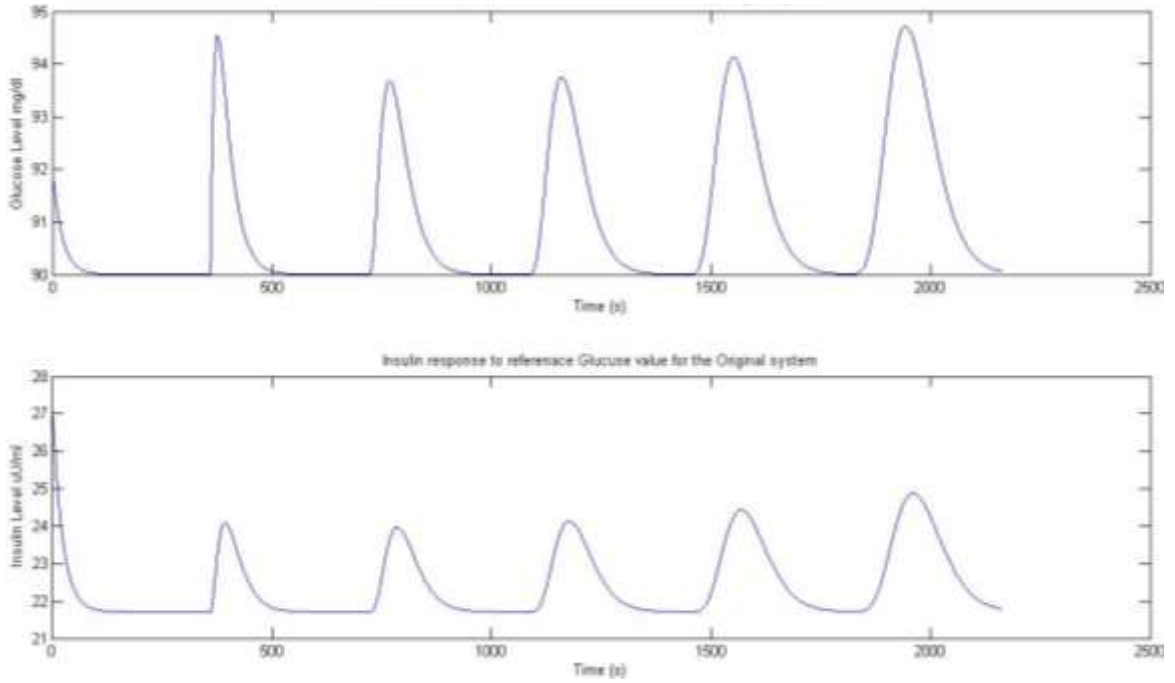 95
94
93
92
91
90
Glucose Level mg/dl
0 500 1000 1500 2000 2500
Time (s)
Insulin response to referenace Glucuse value for the Original system
28
27
26
25
24
23
22
21
Insulin Level uU/ml
0 500 1000 1500 2000 2500
Time (s)